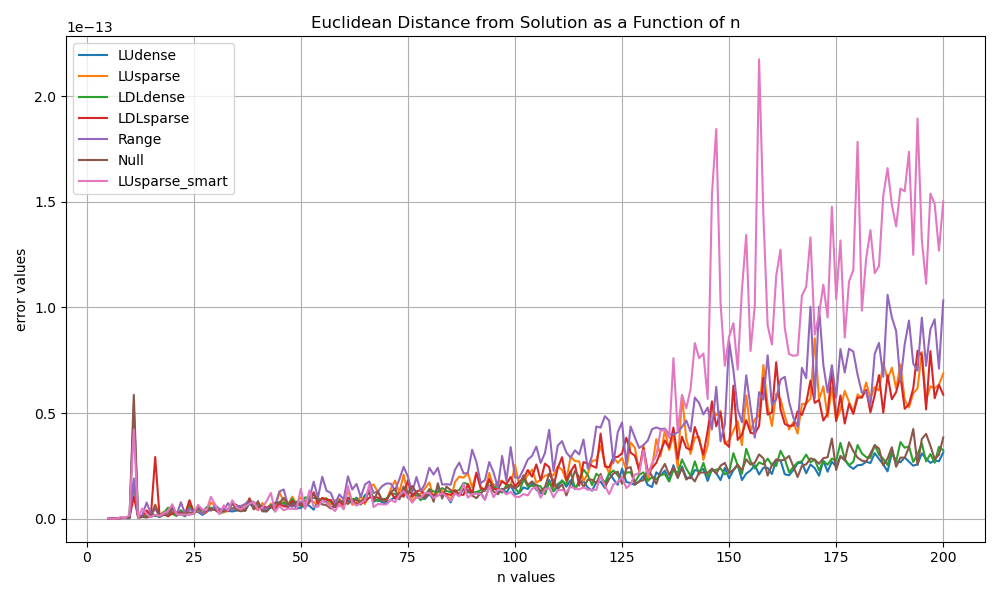 Euclidean Distance from Solution as a Function of n
1e−13
LUdense
LUsparse
LDLdense
LDLsparse
Range
Null
LUsparse_smart
error values
2.0
1.5
1.0
0.5
0.0
0 25 50 75 100 125 150 175 200
n values